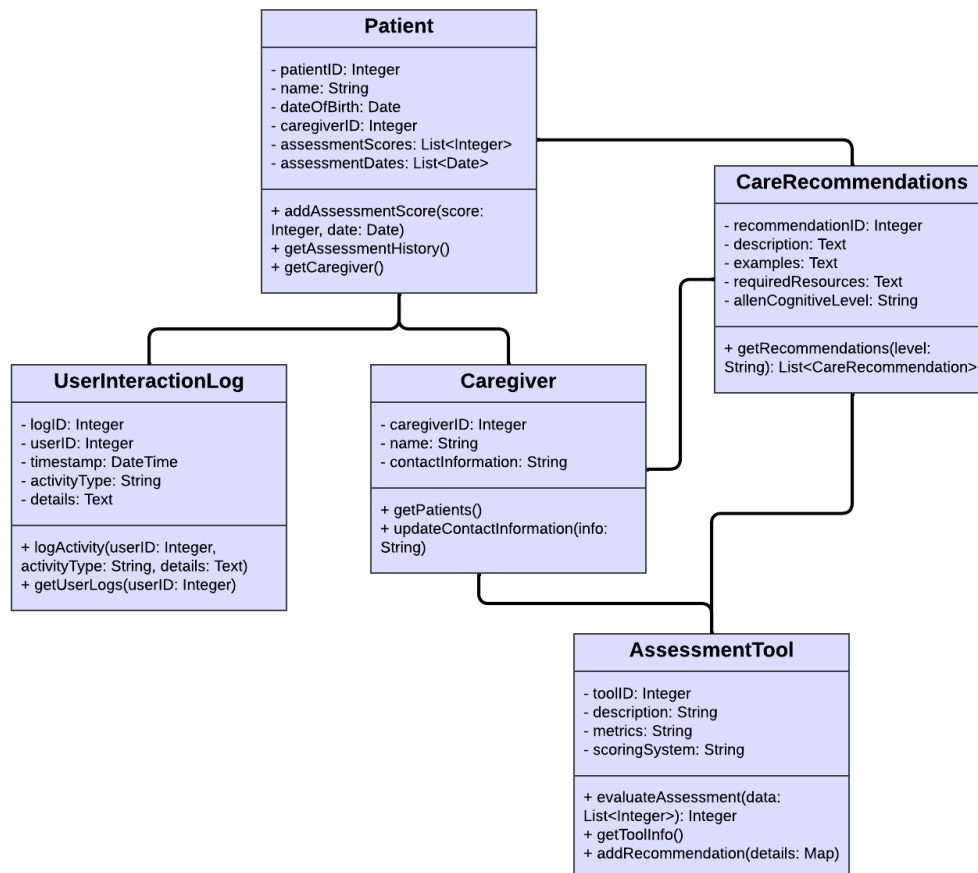 Patient
- patientID: Integer
- name: String
- dateOfBirth: Date
- caregiverID: Integer
- assessmentScores: List<Integer>
- assessmentDates: List<Date>
+ addAssessmentScore(score:
Integer, date: Date)
+ getAssessmentHistory()
+ getCaregiver()
CareRecommendations
- recommendationID: Integer
- description: Text
- examples: Text
- requiredResources: Text
- allenCognitiveLevel: String
+ getRecommendations(level:
String): List<CareRecommendation>
UserInteractionLog
- logID: Integer
- userID: Integer
- timestamp: DateTime
- activityType: String
- details: Text
+ logActivity(userID: Integer,
activityType: String, details: Text)
+ getUserLogs(userID: Integer)
Caregiver
- caregiverID: Integer
- name: String
- contactInformation: String
+ getPatients()
+ updateContactInformation(info:
String)
AssessmentTool
- toolID: Integer
- description: String
- metrics: String
- scoringSystem: String
+ evaluateAssessment(data:
List<Integer>): Integer
+ getToolInfo()
+ addRecommendation(details: Map)